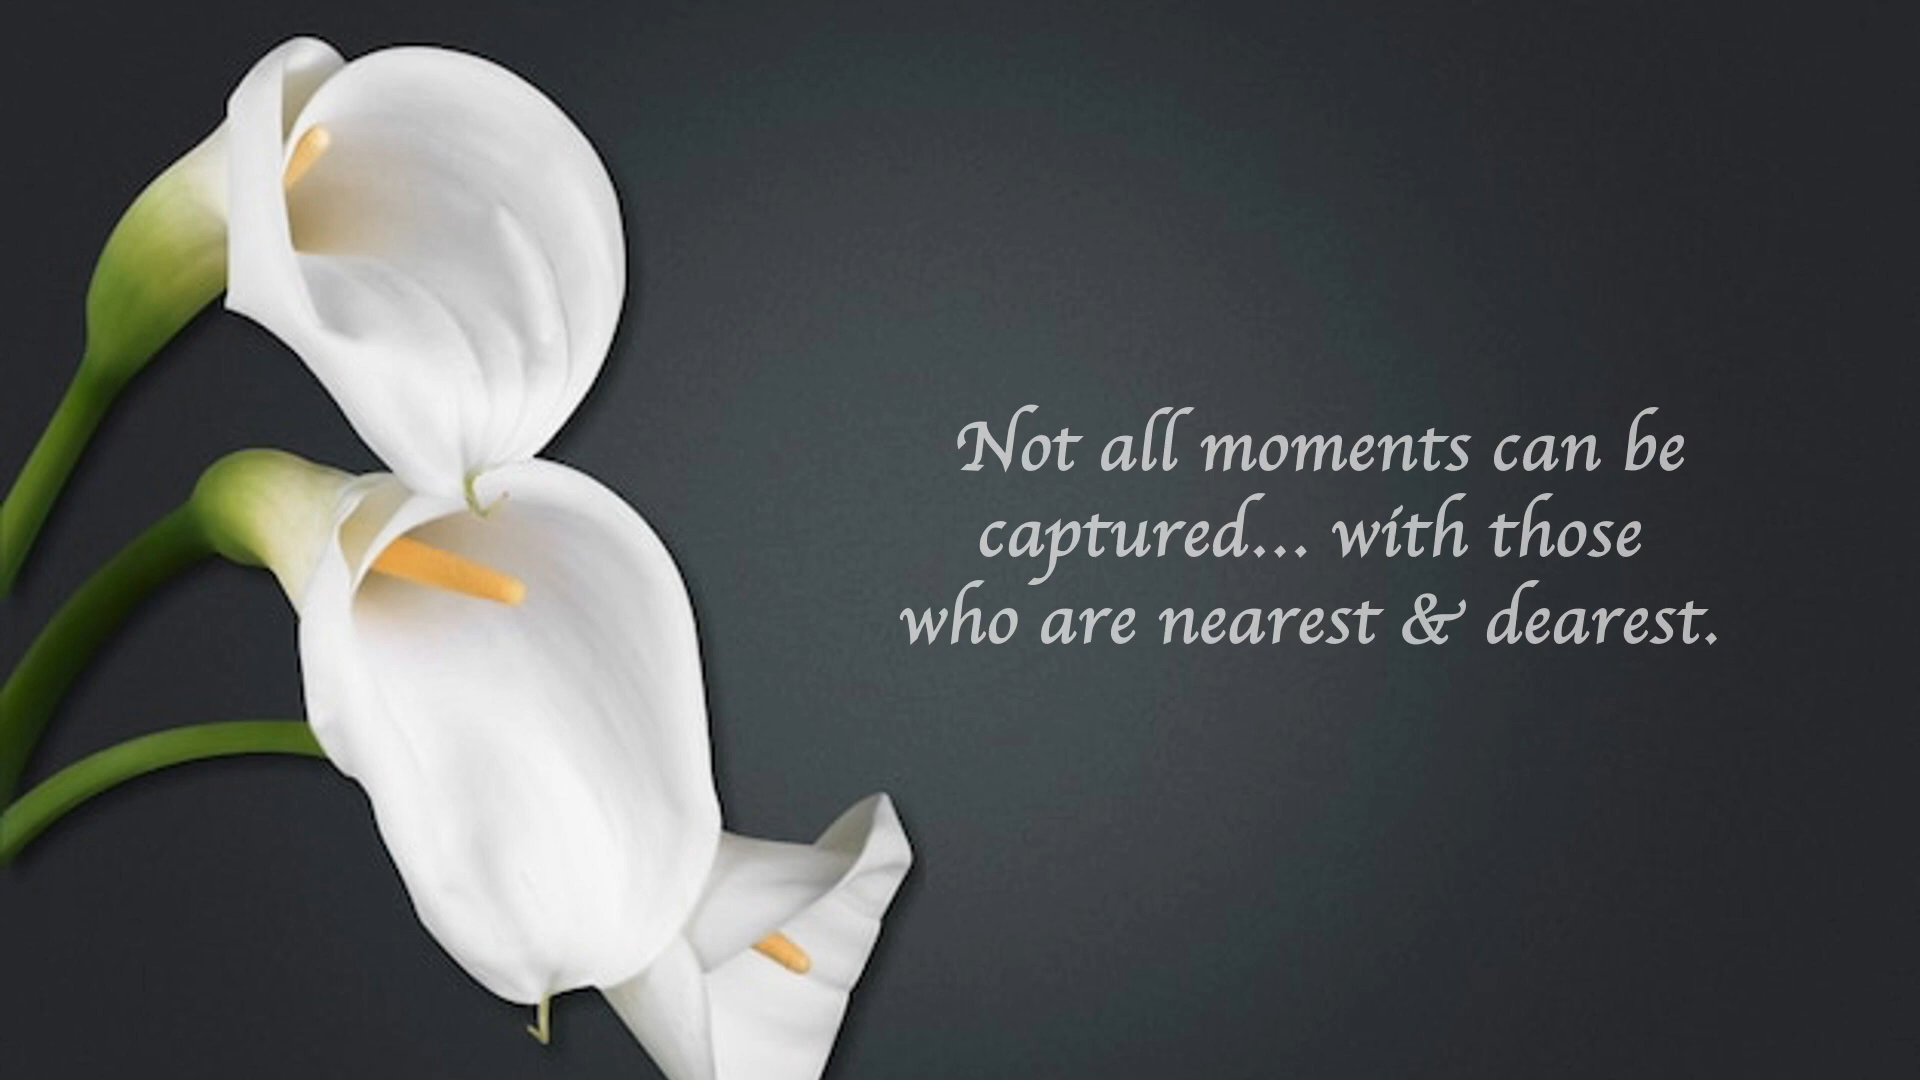 Not all moments can be
captured... with those
who are nearest & dearest.